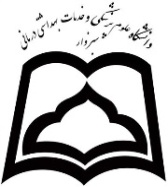 دانشگاه علوم پزشکی و خدمات بهداشتی درمانی
سبزوار